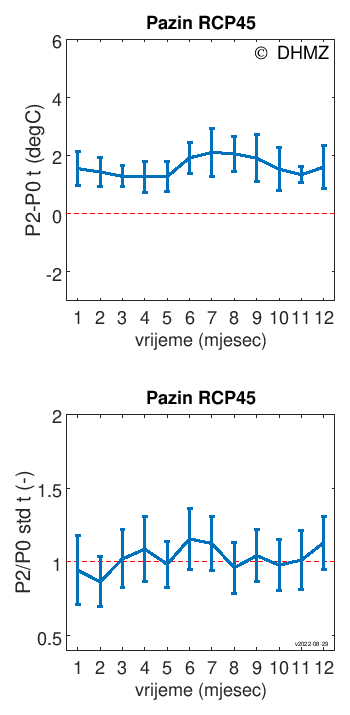 Pazin RCP45
© DHMZ
6
4
2
0
-2
P2-P0 t (degC)
1 2 3 4 5 6 7 8 9 10 11 12
vrijeme (mjesec)
Pazin RCP45
2
1.5
1
0.5
P2/P0 std t (-)
v2022-08-29
1 2 3 4 5 6 7 8 9 10 11 12
vrijeme (mjesec)